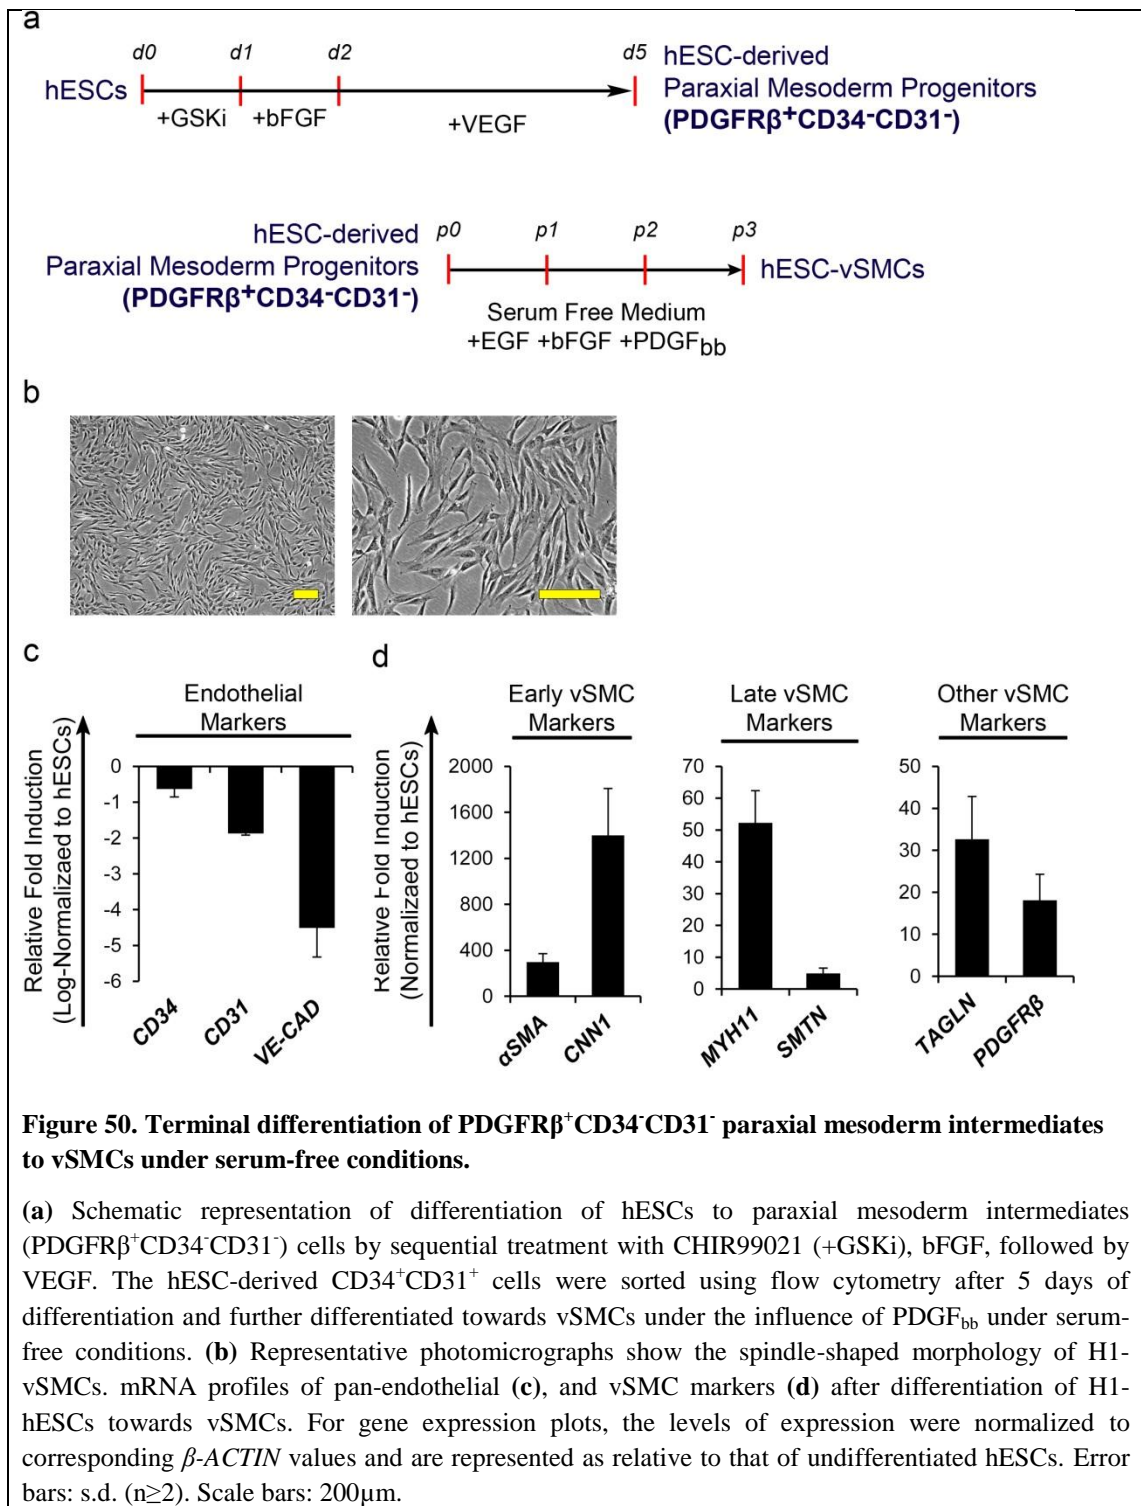 a
d0 d1 d2 d5
hESCs
+GSKi +bFGF +VEGF
hESC-derived
Paraxial Mesoderm Progenitors
(PDGFRβ⁺CD34⁻CD31⁻)
hESC-derived
Paraxial Mesoderm Progenitors
(PDGFRβ⁺CD34⁻CD31⁻)
p0 p1 p2 p3
hESC-vSMCs
Serum Free Medium
+EGF +bFGF +PDGFbb
b
c
Endothelial
Markers
Relative Fold Induction
(Log-Normalizaed to hESCs)
0
-1
-2
-3
-4
-5
-6
CD34 CD31 VE-CAD
d
Relative Fold Induction
(Normalizaed to hESCs)
Early vSMC
Markers
2000
1600
1200
800
400
0
αSMA CNN1
Late vSMC
Markers
70
60
50
40
30
20
10
0
MYH11 SMTN
Other vSMC
Markers
50
40
30
20
10
0
TAGLN PDGFRβ
Figure 50. Terminal differentiation of PDGFRβ⁺CD34⁻CD31⁻ paraxial mesoderm intermediates
to vSMCs under serum-free conditions.
(a) Schematic representation of differentiation of hESCs to paraxial mesoderm intermediates
(PDGFRβ⁺CD34⁻CD31⁻) cells by sequential treatment with CHIR99021 (+GSKi), bFGF, followed by
VEGF. The hESC-derived CD34⁺CD31⁺ cells were sorted using flow cytometry after 5 days of
differentiation and further differentiated towards vSMCs under the influence of PDGFbb under serum-
free conditions. (b) Representative photomicrographs show the spindle-shaped morphology of H1-
vSMCs. mRNA profiles of pan-endothelial (c), and vSMC markers (d) after differentiation of H1-
hESCs towards vSMCs. For gene expression plots, the levels of expression were normalized to
corresponding β-ACTIN values and are represented as relative to that of undifferentiated hESCs. Error
bars: s.d. (n≥2). Scale bars: 200µm.